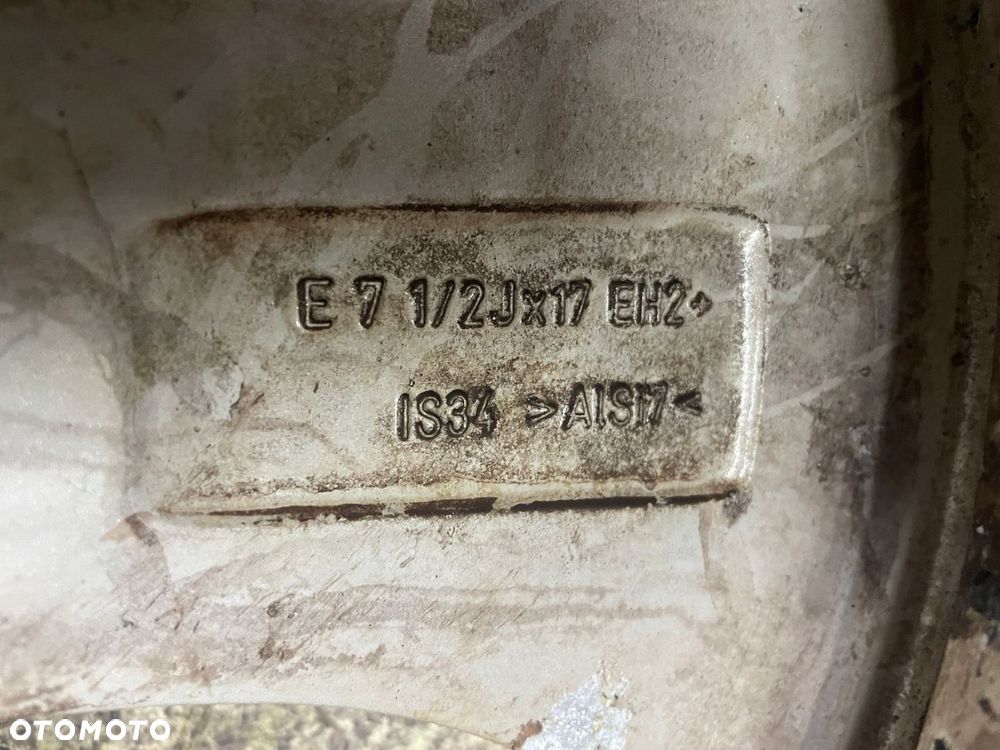 E 7 1/2Jx17 EH2+
IS34 >AlSi7<
OTOMOTO